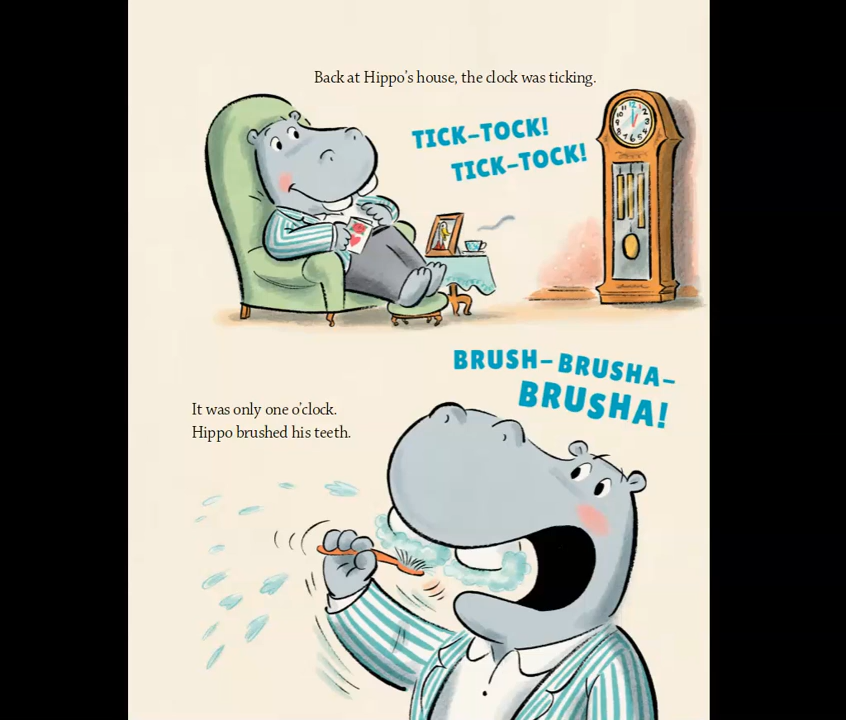 Back at Hippo's house, the clock was ticking.
TICK-TOCK!
TICK-TOCK!
BRUSH-BRUSHA-
BRUSHA!
It was only one o'clock.
Hippo brushed his teeth.